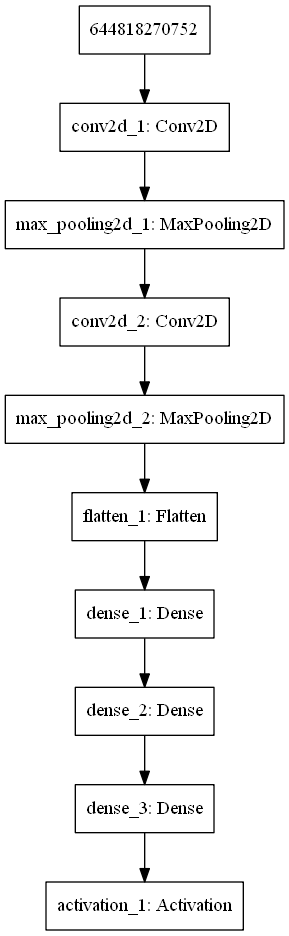 644818270752
conv2d_1: Conv2D
max_pooling2d_1: MaxPooling2D
conv2d_2: Conv2D
max_pooling2d_2: MaxPooling2D
flatten_1: Flatten
dense_1: Dense
dense_2: Dense
dense_3: Dense
activation_1: Activation